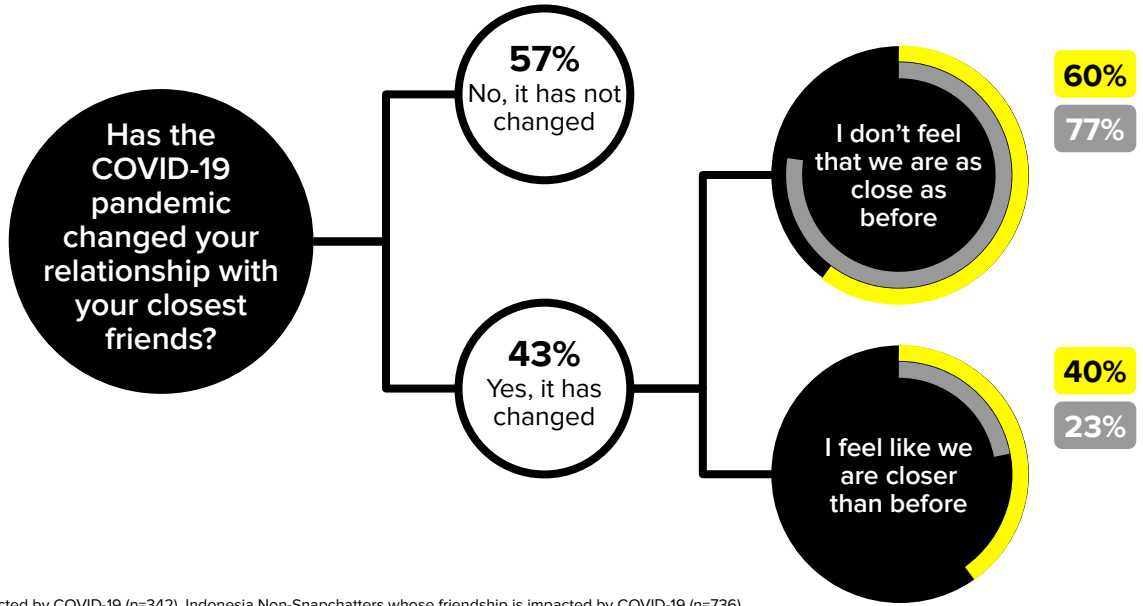 Has the
COVID-19
pandemic
changed your
relationship with
your closest
friends?
57%
No, it has not
changed
43%
Yes, it has
changed
I don’t feel
that we are as
close as
before
60%
77%
I feel like we
are closer
than before
40%
23%
by COVID-19 (n=342), Indonesia Non-Snapchatters whose friendship is impacted by COVID-19 (n=736)